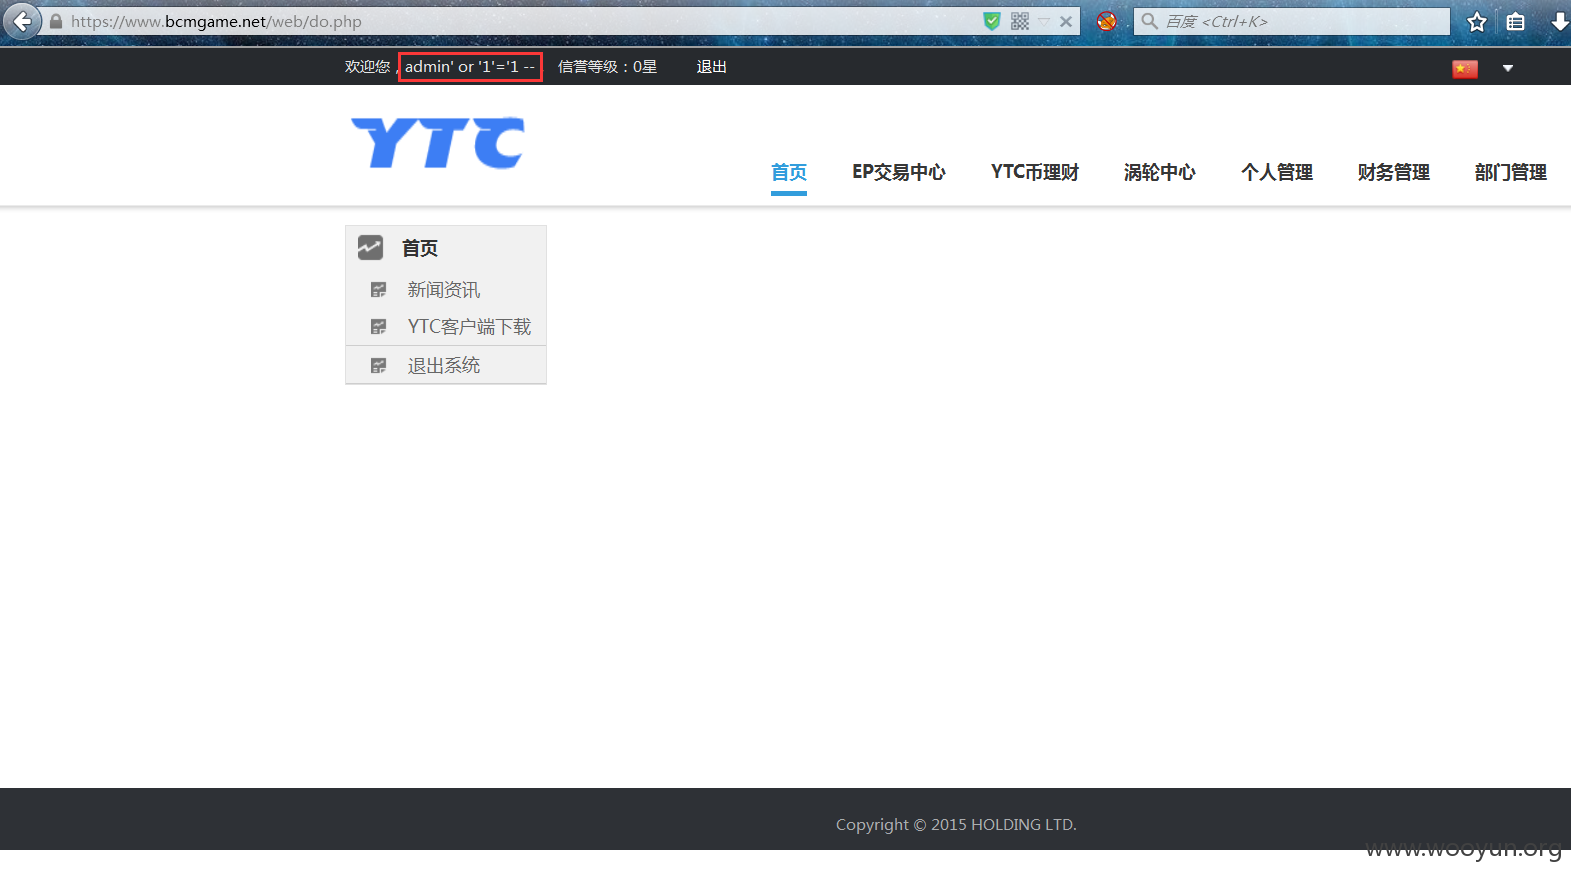 https://www.bcmgame.net/web/do.php
百度 <Ctrl+K>
欢迎您，admin' or '1'='1 -- 信誉等级：0星 退出
YTC
首页 EP交易中心 YTC币理财 涡轮中心 个人管理 财务管理 部门管理
首页
新闻资讯
YTC客户端下载
退出系统
Copyright © 2015 HOLDING LTD.
www.wooyun.org